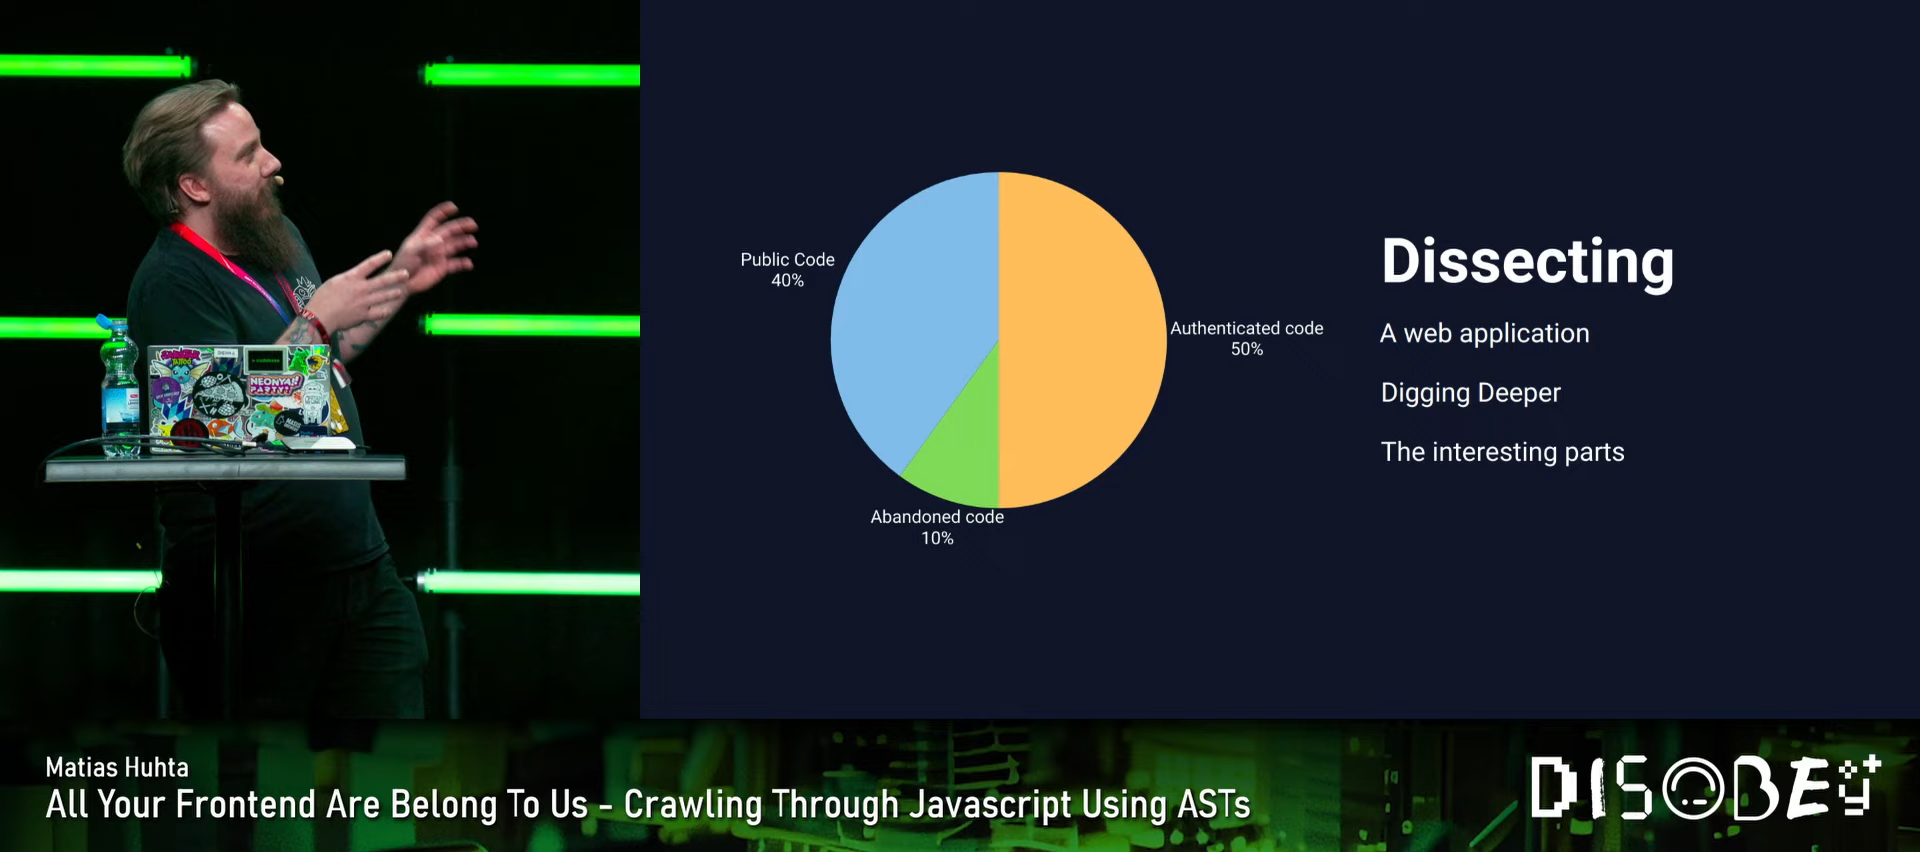 Public Code
40%
Authenticated code
50%
Abandoned code
10%
Dissecting
A web application
Digging Deeper
The interesting parts
NEONYA!!
PARTY!
Matias Huhta
All Your Frontend Are Belong To Us - Crawling Through Javascript Using ASTs
DISOBEY